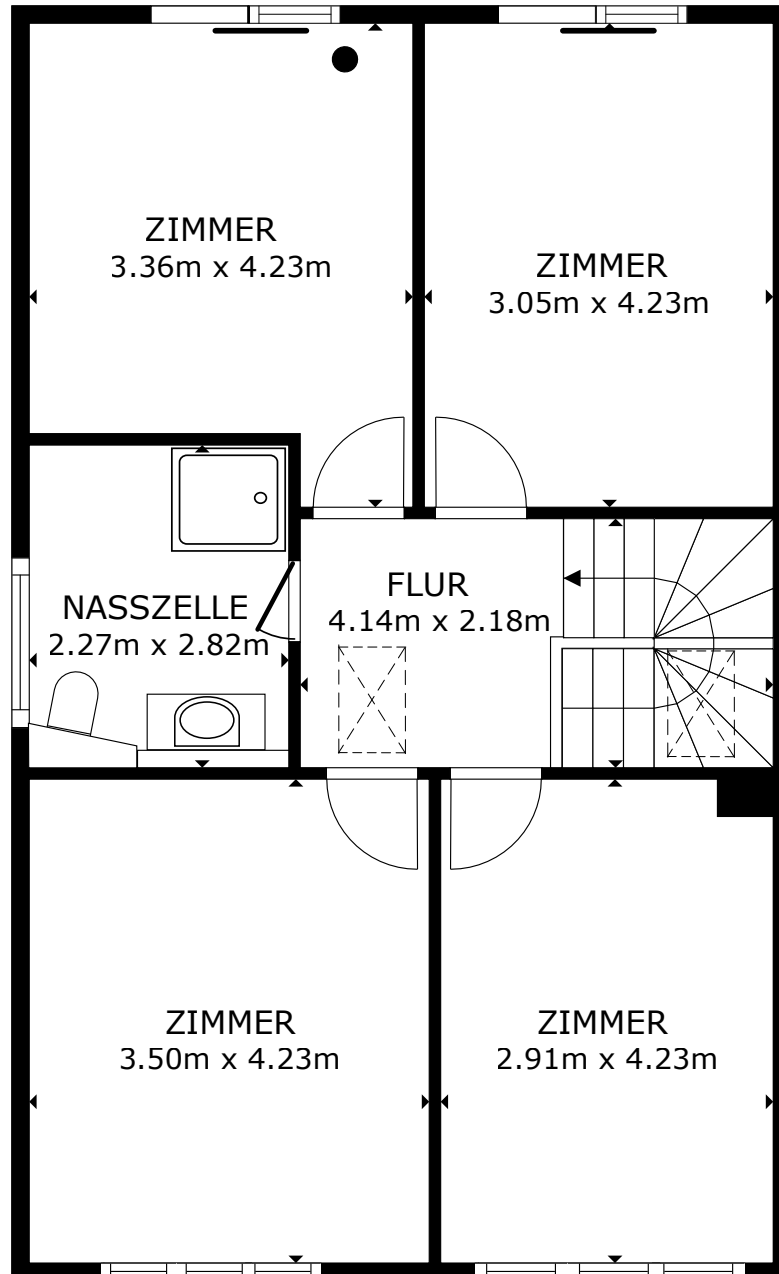 ZIMMER
3.36m x 4.23m
ZIMMER
3.05m x 4.23m
NASSZELLE
2.27m x 2.82m
FLUR
4.14m x 2.18m
ZIMMER
3.50m x 4.23m
ZIMMER
2.91m x 4.23m